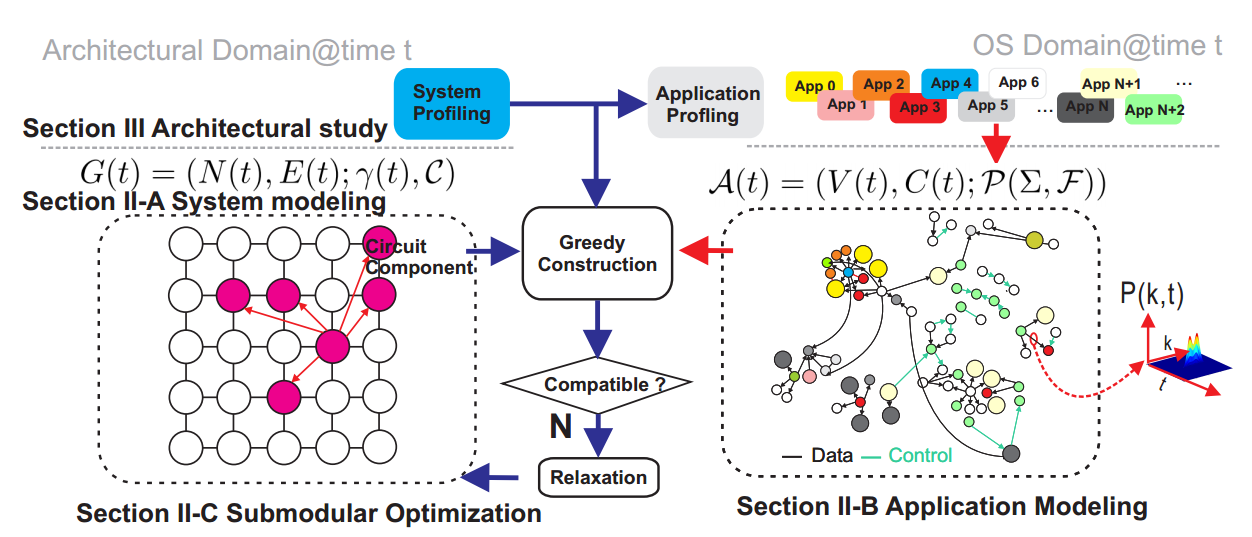 Architectural Domain@time t
OS Domain@time t
System
Profiling
Application
Profling
App 0
App 2
App 4
App 6
App N+1
...
App 1
App 3
App 5
...
App N
App N+2
Section III Architectural study
G(t) = (N(t), E(t); γ(t), C)
Section II-A System modeling
A(t) = (V(t), C(t); P(Σ, F))
Circuit
Component
Greedy
Construction
P(k,t)
k
t
Compatible ?
N
Relaxation
Data
Control
Section II-C Submodular Optimization
Section II-B Application Modeling